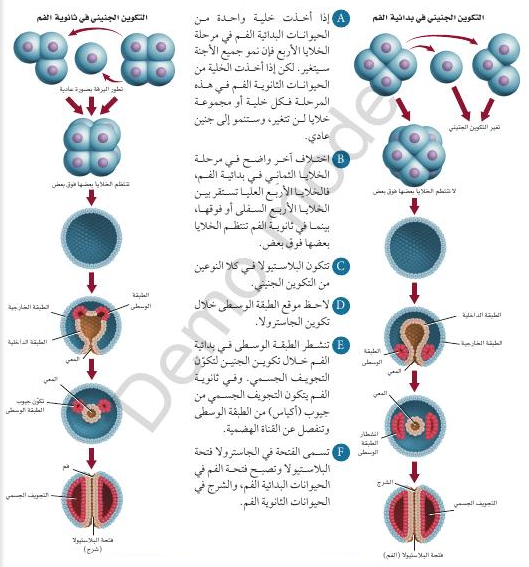 التكوين الجنيني في بدائية الفم
تغير التكوين الجنيني
لا تنتظم الخلايا بعضها فوق بعض
الطبقة الداخلية
الطبقة الخارجية
الطبقة
الوسطى
المعي
المعي
انشطار
الطبقة
الوسطى
الشرج
التجويف الجسمي
فتحة البلاستيولا (الفم)
A إذا أخذت خلية واحدة من
الحيوانات البدائية الفم في مرحلة
الخلايا الأربع فإن نمو جميع الأجنة
سيتغير. لكن إذا أخذت الخلية من
الحيوانات الثانوية الفم في هذه
المرحلة فكل خلية أو مجموعة
خلايا لن تتغير، وستنمو إلى جنين
عادي.
B اختلاف آخر واضح في مرحلة
الخلايا الثماني في بدائية الفم،
فالخلايا الأربع العليا تستقر بين
الخلايا الأربع السفلى أو فوقها،
بينما في ثانوية الفم تنتظم الخلايا
بعضها فوق بعض.
C تتكون البلاستيولا في كلا النوعين
من التكوين الجنيني.
D لاحظ موقع الطبقة الوسطى خلال
تكوين الجاسترولا.
E تنشطر الطبقة الوسطى في بدائية
الفم خلال تكوين الجنين لتكوّن
التجويف الجسمي. وفي ثانوية
الفم يتكون التجويف الجسمي من
جيوب (أكياس) من الطبقة الوسطى
وتنفصل عن القناة الهضمية.
F تسمى الفتحة في الجاسترولا فتحة
البلاستيولا وتصبح فتحة الفم في
الحيوانات البدائية الفم، والشرج في
الحيوانات الثانوية الفم.
التكوين الجنيني في ثانوية الفم
تطور اليرقة بصورة عادية
تنتظم الخلايا بعضها فوق بعض
الطبقة
الوسطى
الطبقة الخارجية
الطبقة الداخلية
المعي
المعي
تكوّن جيوب
الطبقة الوسطى
فم
التجويف الجسمي
فتحة البلاستيولا
(شرج)
Demo mode